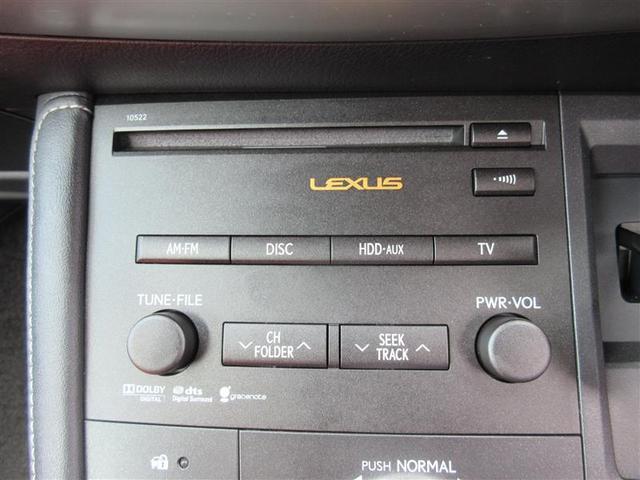 10522
LEXUS
AM·FM DISC HDD·AUX TV
TUNE·FILE PWR·VOL
CH FOLDER
SEEK TRACK
DOLBY DIGITAL
dts Digital Surround
gracenote
PUSH NORMAL